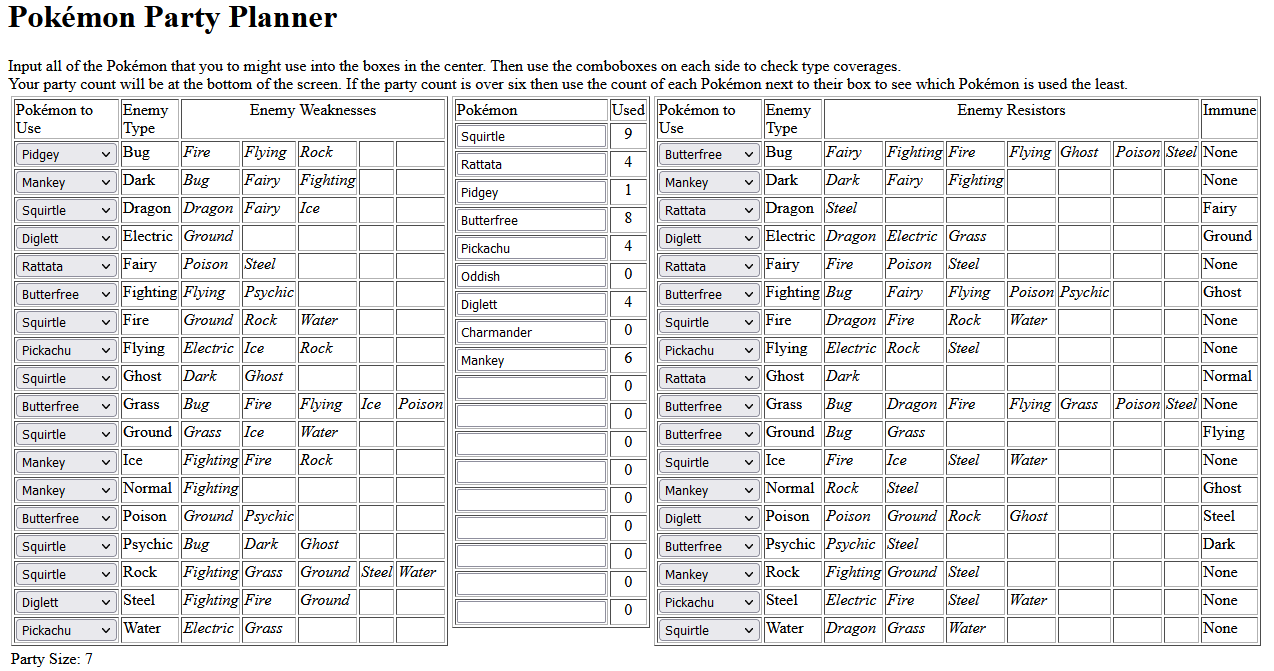 Pokémon Party Planner
Input all of the Pokémon that you to might use into the boxes in the center. Then use the comboboxes on each side to check type coverages.
Your party count will be at the bottom of the screen. If the party count is over six then use the count of each Pokémon next to their box to see which Pokémon is used the least.
Pokémon to Use Enemy Type Enemy Weaknesses
Pidgey Bug Fire Flying Rock
Mankey Dark Bug Fairy Fighting
Squirtle Dragon Dragon Fairy Ice
Diglett Electric Ground
Rattata Fairy Poison Steel
Butterfree Fighting Flying Psychic
Squirtle Fire Ground Rock Water
Pickachu Flying Electric Ice Rock
Squirtle Ghost Dark Ghost
Butterfree Grass Bug Fire Flying Ice Poison
Squirtle Ground Grass Ice Water
Mankey Ice Fighting Fire Rock
Mankey Normal Fighting
Butterfree Poison Ground Psychic
Squirtle Psychic Bug Dark Ghost
Squirtle Rock Fighting Grass Ground Steel Water
Diglett Steel Fighting Fire Ground
Pickachu Water Electric Grass
Pokémon Used
Squirtle 9
Rattata 4
Pidgey 1
Butterfree 8
Pickachu 4
Oddish 0
Diglett 4
Charmander 0
Mankey 6
0
0
0
0
0
0
0
0
0
Pokémon to Use Enemy Type Enemy Resistors Immune
Butterfree Bug Fairy Fighting Fire Flying Ghost Poison Steel None
Mankey Dark Dark Fairy Fighting None
Rattata Dragon Steel Fairy
Diglett Electric Dragon Electric Grass Ground
Rattata Fairy Fire Poison Steel None
Butterfree Fighting Bug Fairy Flying Poison Psychic Ghost
Squirtle Fire Dragon Fire Rock Water None
Pickachu Flying Electric Rock Steel None
Rattata Ghost Dark Normal
Butterfree Grass Bug Dragon Fire Flying Grass Poison Steel None
Butterfree Ground Bug Grass Flying
Squirtle Ice Fire Ice Steel Water None
Mankey Normal Rock Steel Ghost
Diglett Poison Poison Ground Rock Ghost Steel
Butterfree Psychic Psychic Steel Dark
Mankey Rock Fighting Ground Steel None
Pickachu Steel Electric Fire Steel Water None
Squirtle Water Dragon Grass Water None
Party Size: 7